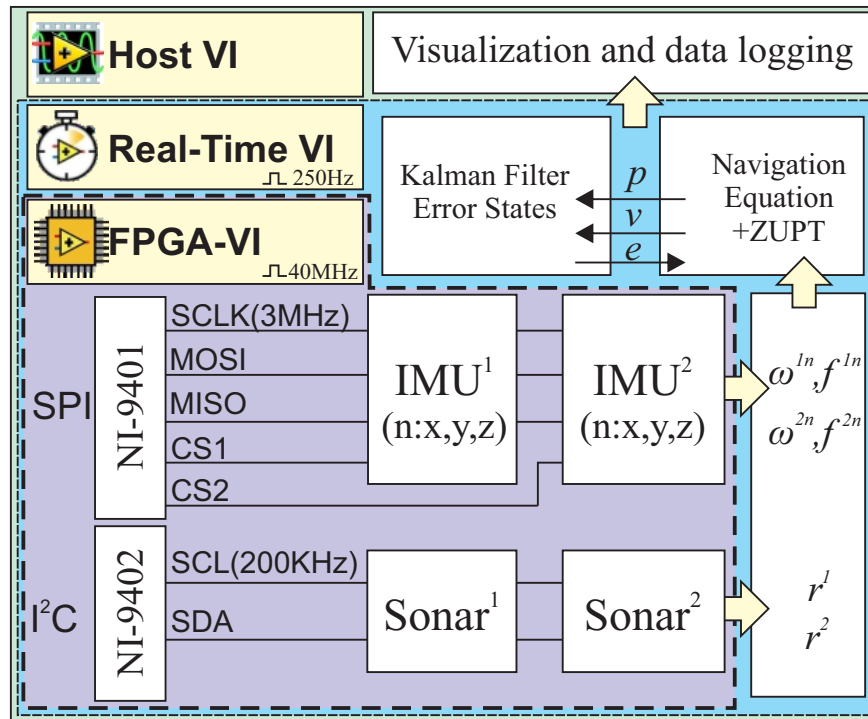 Host VI
Visualization and data logging
Real-Time VI
250Hz
FPGA-VI
40MHz
Kalman Filter
Error States
p
v
e
Navigation
Equation
+ZUPT
SPI
NI-9401
SCLK(3MHz)
MOSI
MISO
CS1
CS2
IMU¹
(n:x,y,z)
IMU²
(n:x,y,z)
ω¹ⁿ,f¹ⁿ
ω²ⁿ,f²ⁿ
I²C
NI-9402
SCL(200KHz)
SDA
Sonar¹
Sonar²
r¹
r²